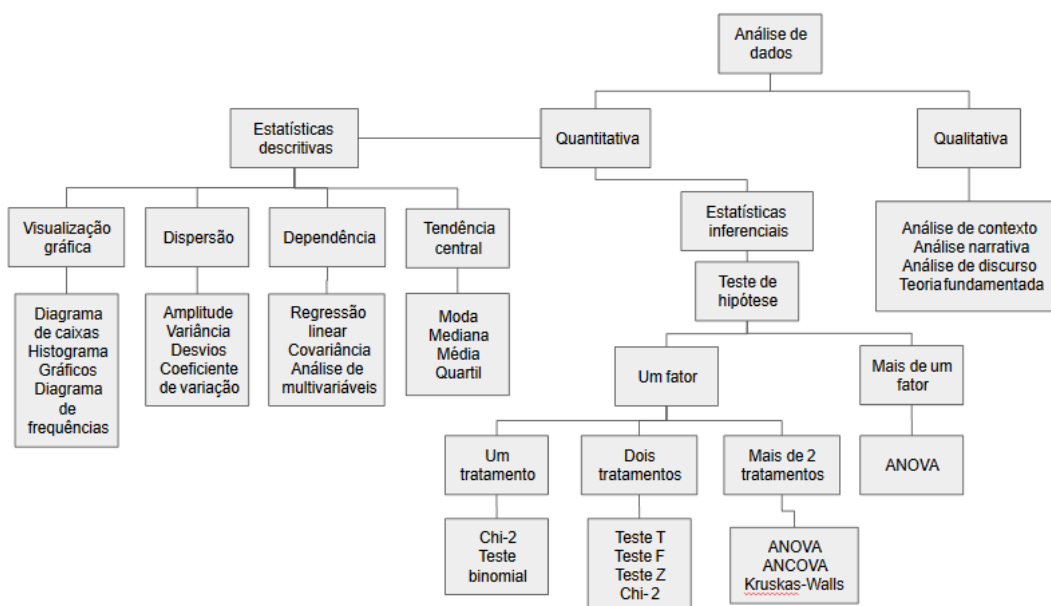 Análise de
dados
Estatísticas
descritivas
Quantitativa
Qualitativa
Visualização
gráfica
Dispersão
Dependência
Tendência
central
Estatísticas
inferenciais
Análise de contexto
Análise narrativa
Análise de discurso
Teoria fundamentada
Diagrama
de caixas
Histograma
Gráficos
Diagrama
de
frequências
Amplitude
Variância
Desvios
Coeficiente
de variação
Regressão
linear
Covariância
Análise de
multivariáveis
Moda
Mediana
Média
Quartil
Teste de
hipótese
Um fator
Mais de um
fator
Um
tratamento
Dois
tratamentos
Mais de 2
tratamentos
ANOVA
Chi-2
Teste
binomial
Teste T
Teste F
Teste Z
Chi- 2
ANOVA
ANCOVA
Kruskas-Walls